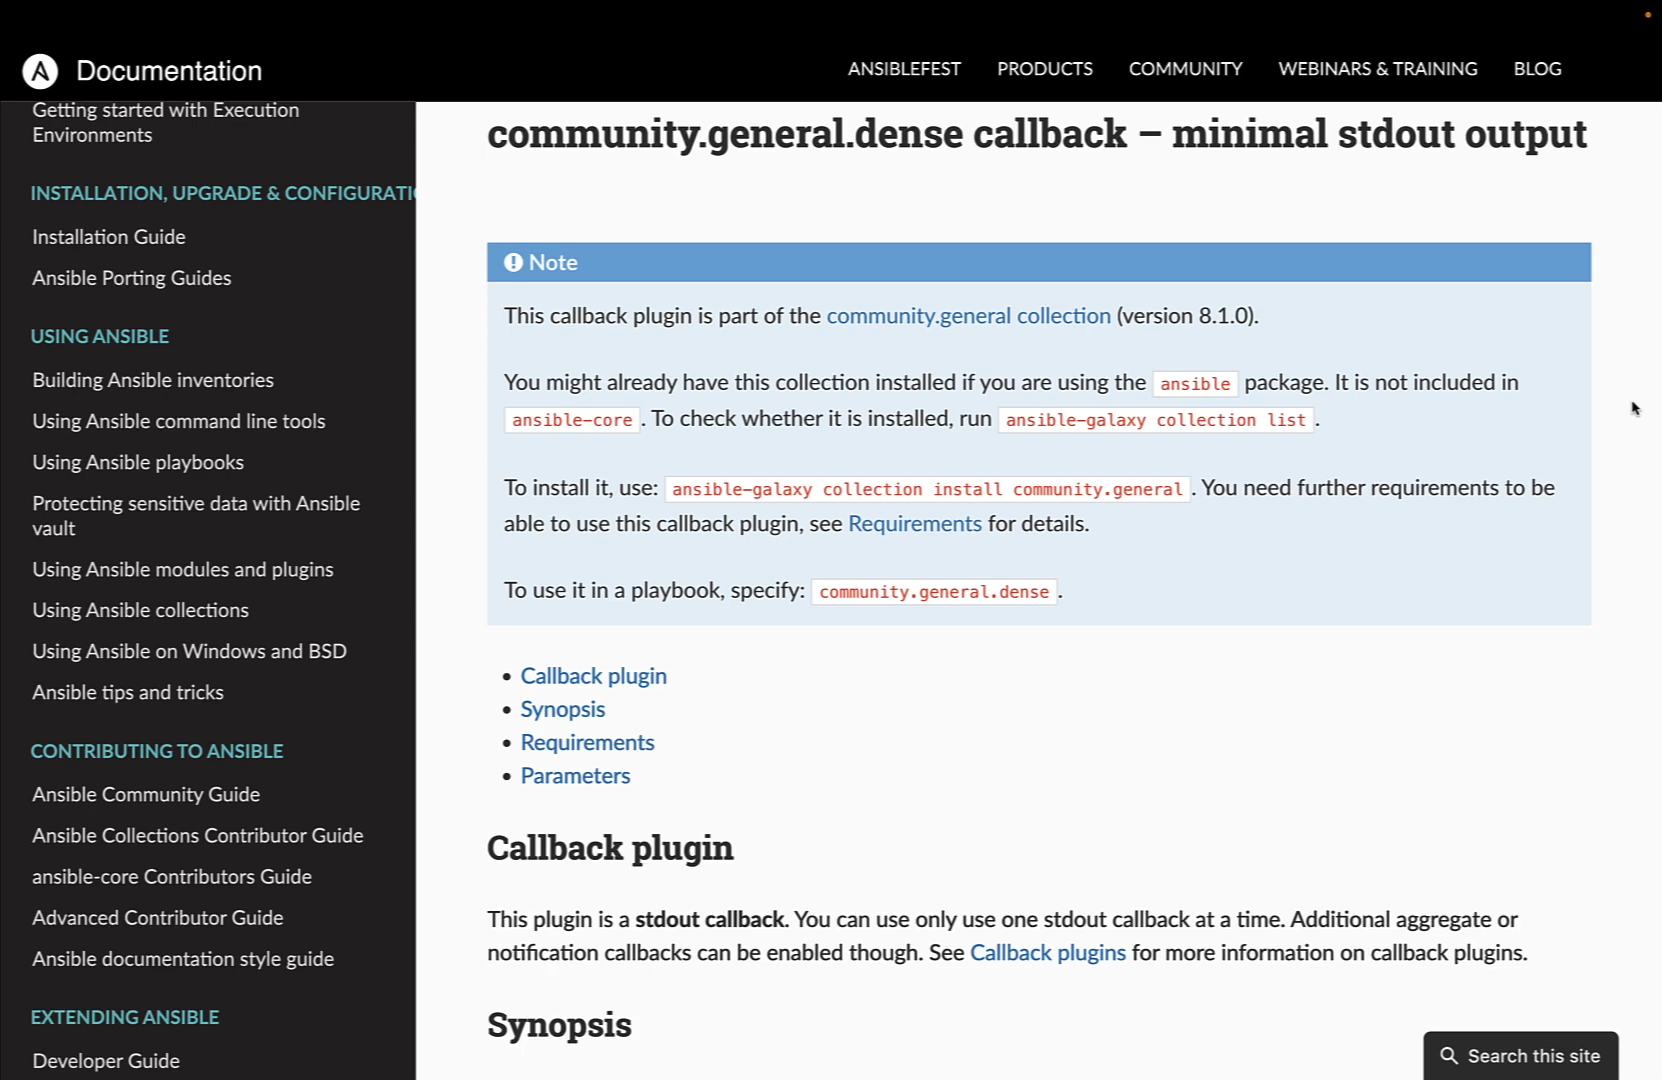 Documentation
ANSIBLEFEST PRODUCTS COMMUNITY WEBINARS & TRAINING BLOG
Getting started with Execution
Environments
INSTALLATION, UPGRADE & CONFIGURATIO
Installation Guide
Ansible Porting Guides
USING ANSIBLE
Building Ansible inventories
Using Ansible command line tools
Using Ansible playbooks
Protecting sensitive data with Ansible
vault
Using Ansible modules and plugins
Using Ansible collections
Using Ansible on Windows and BSD
Ansible tips and tricks
CONTRIBUTING TO ANSIBLE
Ansible Community Guide
Ansible Collections Contributor Guide
ansible-core Contributors Guide
Advanced Contributor Guide
Ansible documentation style guide
EXTENDING ANSIBLE
Developer Guide
community.general.dense callback – minimal stdout output
Note
This callback plugin is part of the community.general collection (version 8.1.0).
You might already have this collection installed if you are using the ansible package. It is not included in
ansible-core. To check whether it is installed, run ansible-galaxy collection list.
To install it, use: ansible-galaxy collection install community.general. You need further requirements to be
able to use this callback plugin, see Requirements for details.
To use it in a playbook, specify: community.general.dense.
• Callback plugin
• Synopsis
• Requirements
• Parameters
Callback plugin
This plugin is a stdout callback. You can use only use one stdout callback at a time. Additional aggregate or
notification callbacks can be enabled though. See Callback plugins for more information on callback plugins.
Synopsis
Search this site